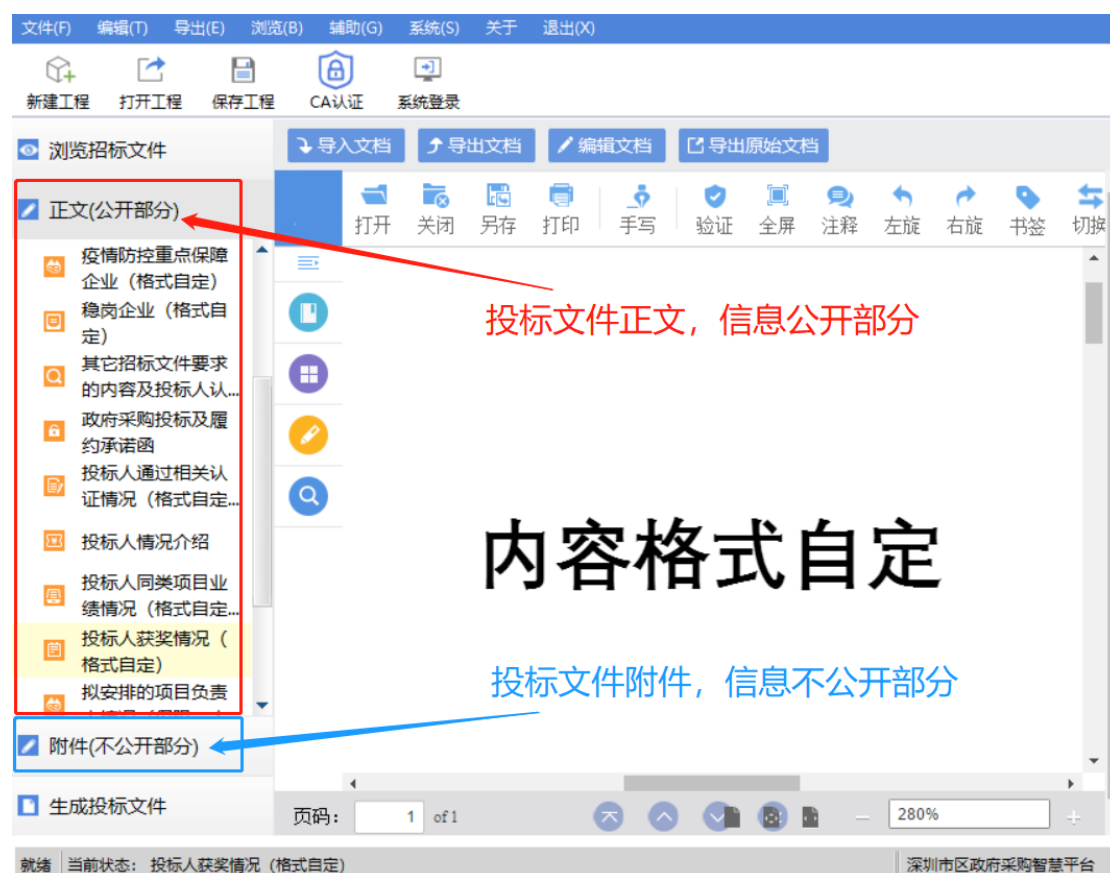 文件(F) 编辑(T) 导出(E) 浏览(B) 辅助(G) 系统(S) 关于 退出(X)
新建工程 打开工程 保存工程 CA认证 系统登录
浏览招标文件
导入文档 导出文档 编辑文档 导出原始文档
正文(公开部分)
打开 关闭 另存 打印 手写 验证 全屏 注释 左旋 右旋 书签 切换
疫情防控重点保障
企业（格式自定）
稳岗企业（格式自
定）
其它招标文件要求
的内容及投标人认...
政府采购投标及履
约承诺函
投标人通过相关认
证情况（格式自定...
投标人情况介绍
投标人同类项目业
绩情况（格式自定...
投标人获奖情况（
格式自定）
拟安排的项目负责
投标文件正文，信息公开部分
内容格式自定
投标文件附件，信息不公开部分
附件(不公开部分)
生成投标文件
页码: 1 of 1 280%
就绪 当前状态: 投标人获奖情况（格式自定） 深圳市区政府采购智慧平台